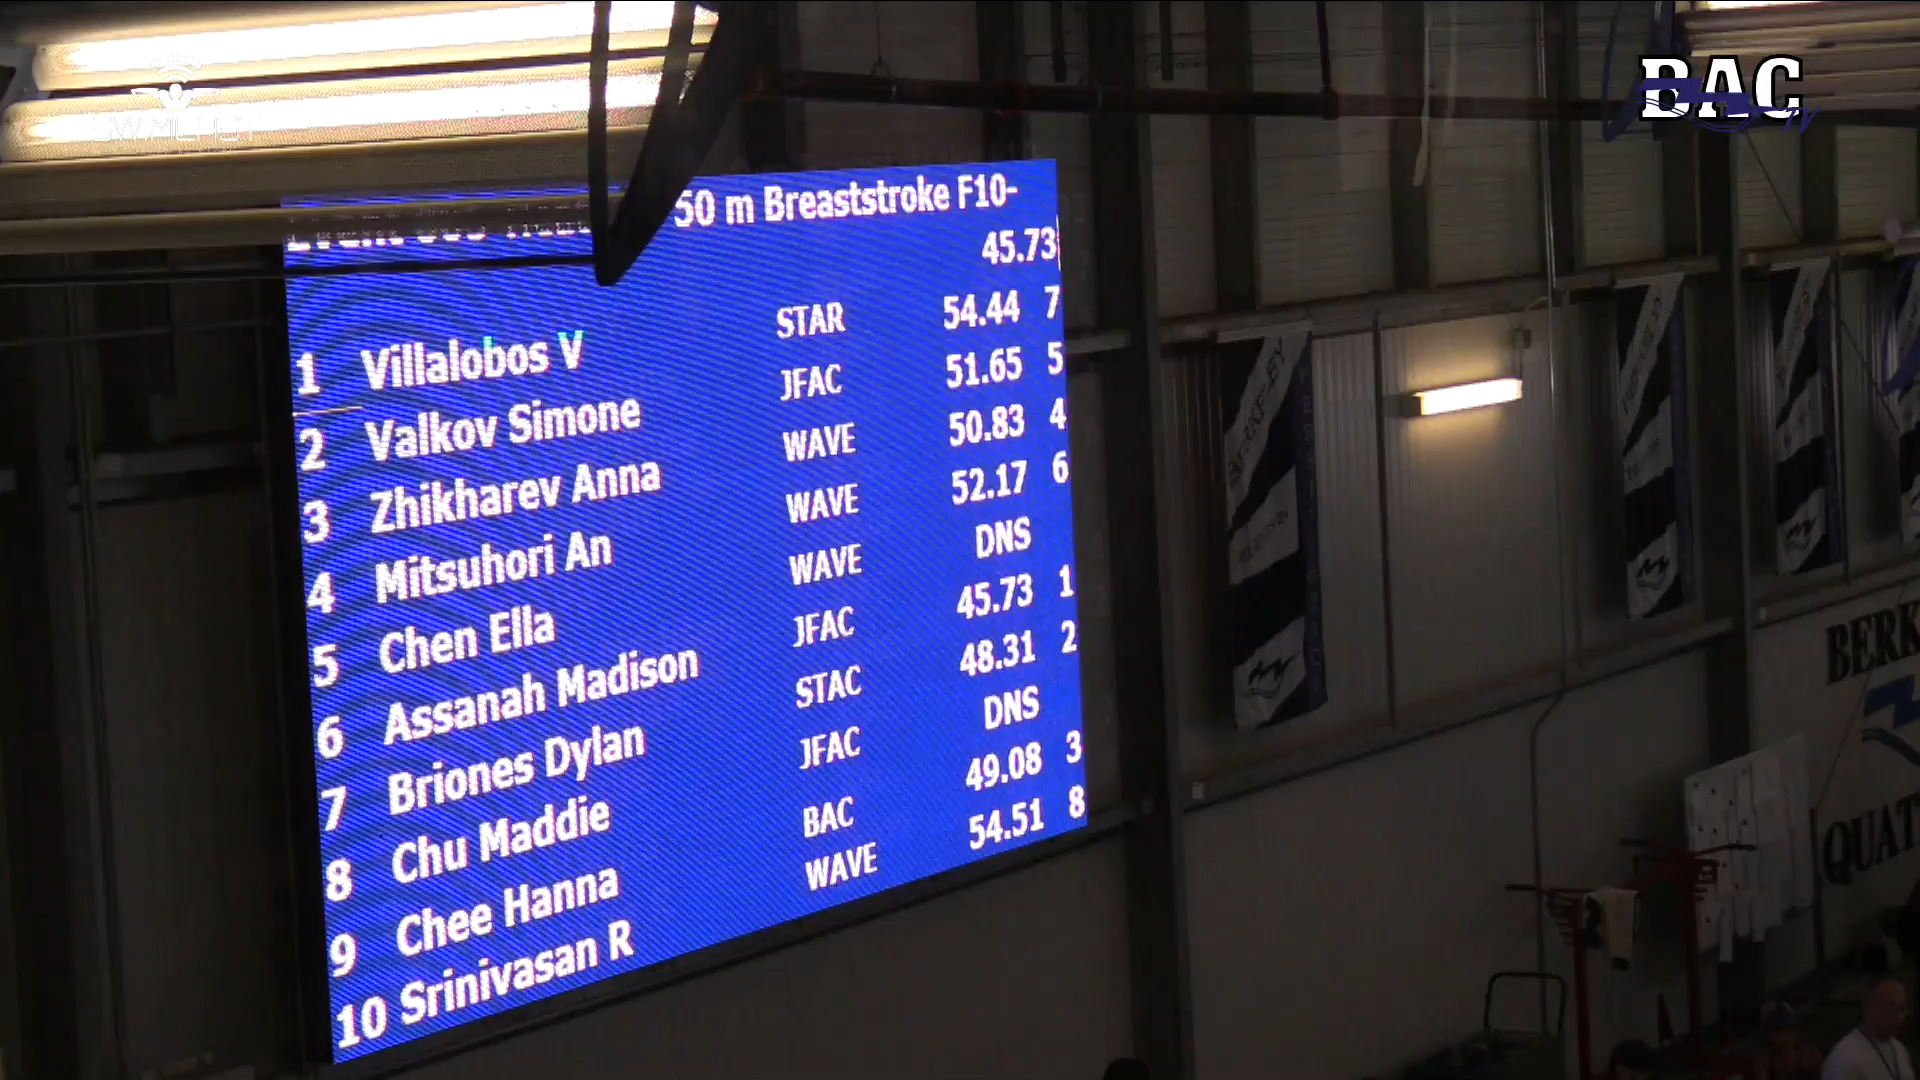 BAC
TV
50 m Breaststroke F10-
45.73
1 Villalobos V STAR 54.44 7
2 Valkov Simone JFAC 51.65 5
3 Zhikharev Anna WAVE 50.83 4
4 Mitsuhori An WAVE 52.17 6
5 Chen Ella WAVE DNS
6 Assanah Madison JFAC 45.73 1
7 Briones Dylan STAC 48.31 2
8 Chu Maddie JFAC DNS
9 Chee Hanna BAC 49.08 3
10 Srinivasan R WAVE 54.51 8
BERK
QUAT